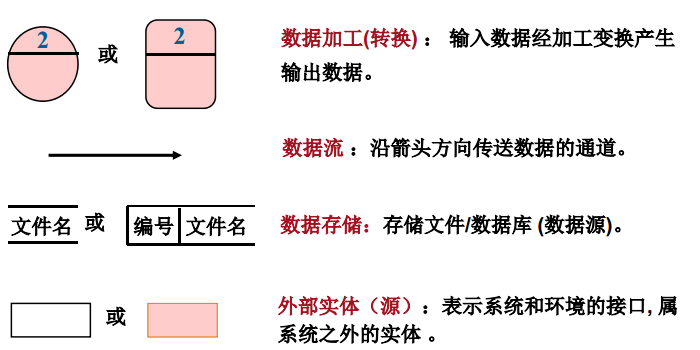 2 或 2 数据加工(转换) ： 输入数据经加工变换产生
输出数据。
数据流 ：沿箭头方向传送数据的通道。
文件名 或 编号 文件名 数据存储：存储文件/数据库 (数据源)。
或 外部实体（源）：表示系统和环境的接口, 属
系统之外的实体 。